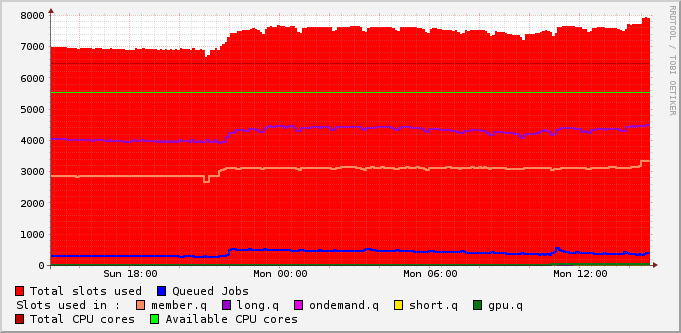 RRDTOOL / TOBI OETIKER
8000
7000
6000
5000
4000
3000
2000
1000
0
Sun 18:00 Mon 00:00 Mon 06:00 Mon 12:00
Total slots used Queued Jobs
Slots used in : member.q long.q ondemand.q short.q gpu.q
Total CPU cores Available CPU cores